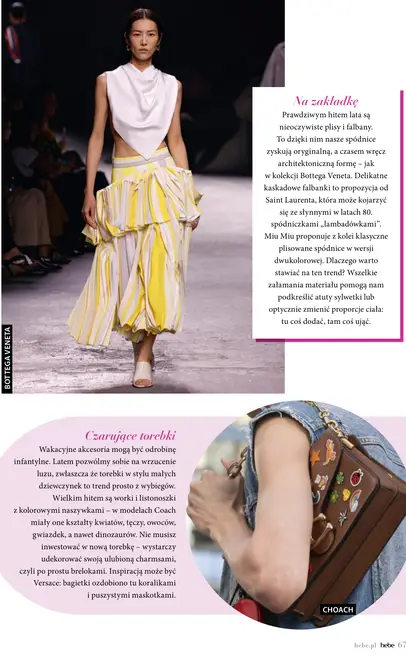 Na zakładkę
Prawdziwym hitem lata są
nieoczywiste plisy i falbany.
To dzięki nim nasze spódnice
zyskują oryginalną, a czasem wręcz
architektoniczną formę – jak
w kolekcji Bottega Veneta. Delikatne
kaskadowe falbanki to propozycja od
Saint Laurenta, która może kojarzyć
się ze słynnymi w latach 80.
spódniczkami „lambadówkami”.
Miu Miu proponuje z kolei klasyczne
plisowane spódnice w wersji
dwukolorowej. Dlaczego warto
stawiać na ten trend? Wszelkie
załamania materiału pomogą nam
podkreślić atuty sylwetki lub
optycznie zmienić proporcje ciała:
tu coś dodać, tam coś ująć.
BOTTEGA VENETA
Czarujące torebki
Wakacyjne akcesoria mogą być odrobinę
infantylne. Latem pozwólmy sobie na wrzucenie
luzu, zwłaszcza że torebki w stylu małych
dziewczynek to trend prosto z wybiegów.
Wielkim hitem są worki i listonoszki
z kolorowymi naszywkami – w modelach Coach
miały one kształty kwiatów, tęczy, owoców,
gwiazdek, a nawet dinozaurów. Nie musisz
inwestować w nową torebkę – wystarczy
udekorować swoją ulubioną charmsami,
czyli po prostu brelokami. Inspiracją może być
Versace: bagietki ozdobiono tu koralikami
i puszystymi maskotkami.
CHOACH
hebe.pl hebe 67